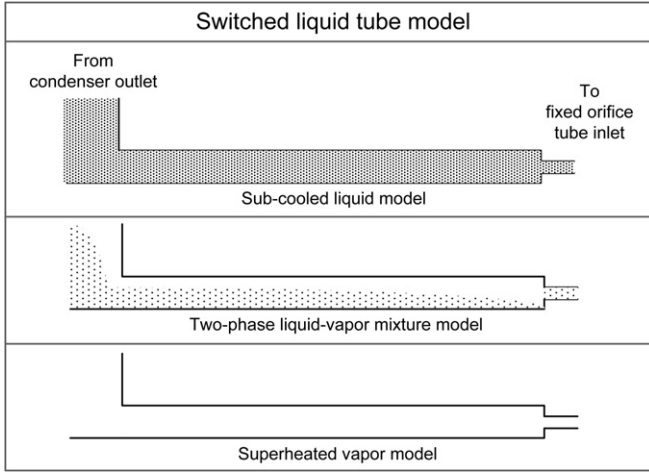 Switched liquid tube model
From
condenser outlet
To
fixed orifice
tube inlet
Sub-cooled liquid model
Two-phase liquid-vapor mixture model
Superheated vapor model